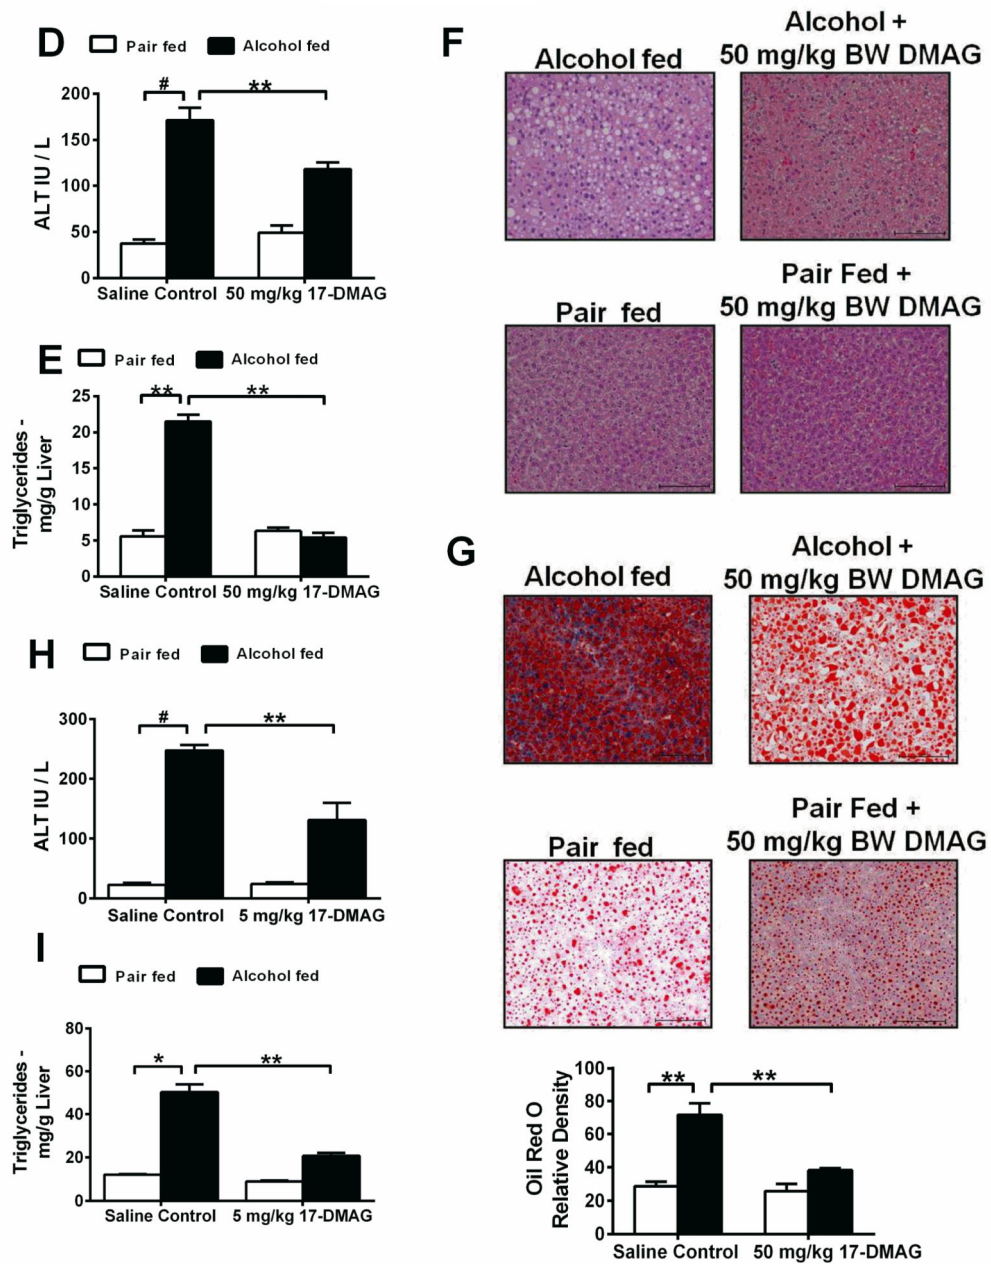 D
Pair fed Alcohol fed
# **
200
150
100
50
0
ALT IU / L
Saline Control 50 mg/kg 17-DMAG
E
Pair fed Alcohol fed
** **
25
20
15
10
5
0
Triglycerides -
mg/g Liver
Saline Control 50 mg/kg 17-DMAG
H
Pair fed Alcohol fed
# **
300
200
100
0
ALT IU / L
Saline Control 5 mg/kg 17-DMAG
I
Pair fed Alcohol fed
* **
80
60
40
20
0
Triglycerides -
mg/g Liver
Saline Control 5 mg/kg 17-DMAG
F
Alcohol fed
Alcohol +
50 mg/kg BW DMAG
Pair fed
Pair Fed +
50 mg/kg BW DMAG
G
Alcohol fed
Alcohol +
50 mg/kg BW DMAG
Pair fed
Pair Fed +
50 mg/kg BW DMAG
** **
100
80
60
40
20
0
Oil Red O
Relative Density
Saline Control 50 mg/kg 17-DMAG